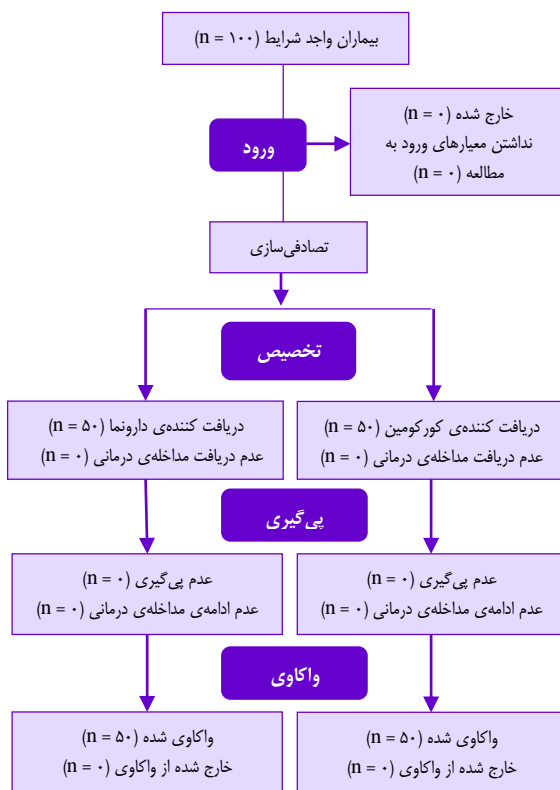 بیماران واجد شرایط (n = ۱۰۰)
ورود
خارج شده (n = ۰)
نداشتن معیارهای ورود به
مطالعه (n = ۰)
تصادفی‌سازی
تخصیص
دریافت کننده‌ی کورکومین (n = ۵۰)
عدم دریافت مداخله‌ی درمانی (n = ۰)
دریافت کننده‌ی دارونما (n = ۵۰)
عدم دریافت مداخله‌ی درمانی (n = ۰)
پی‌گیری
عدم پی‌گیری (n = ۰)
عدم ادامه‌ی مداخله‌ی درمانی (n = ۰)
عدم پی‌گیری (n = ۰)
عدم ادامه‌ی مداخله‌ی درمانی (n = ۰)
واکاوی
واکاوی شده (n = ۵۰)
خارج شده از واکاوی (n = ۰)
واکاوی شده (n = ۵۰)
خارج شده از واکاوی (n = ۰)